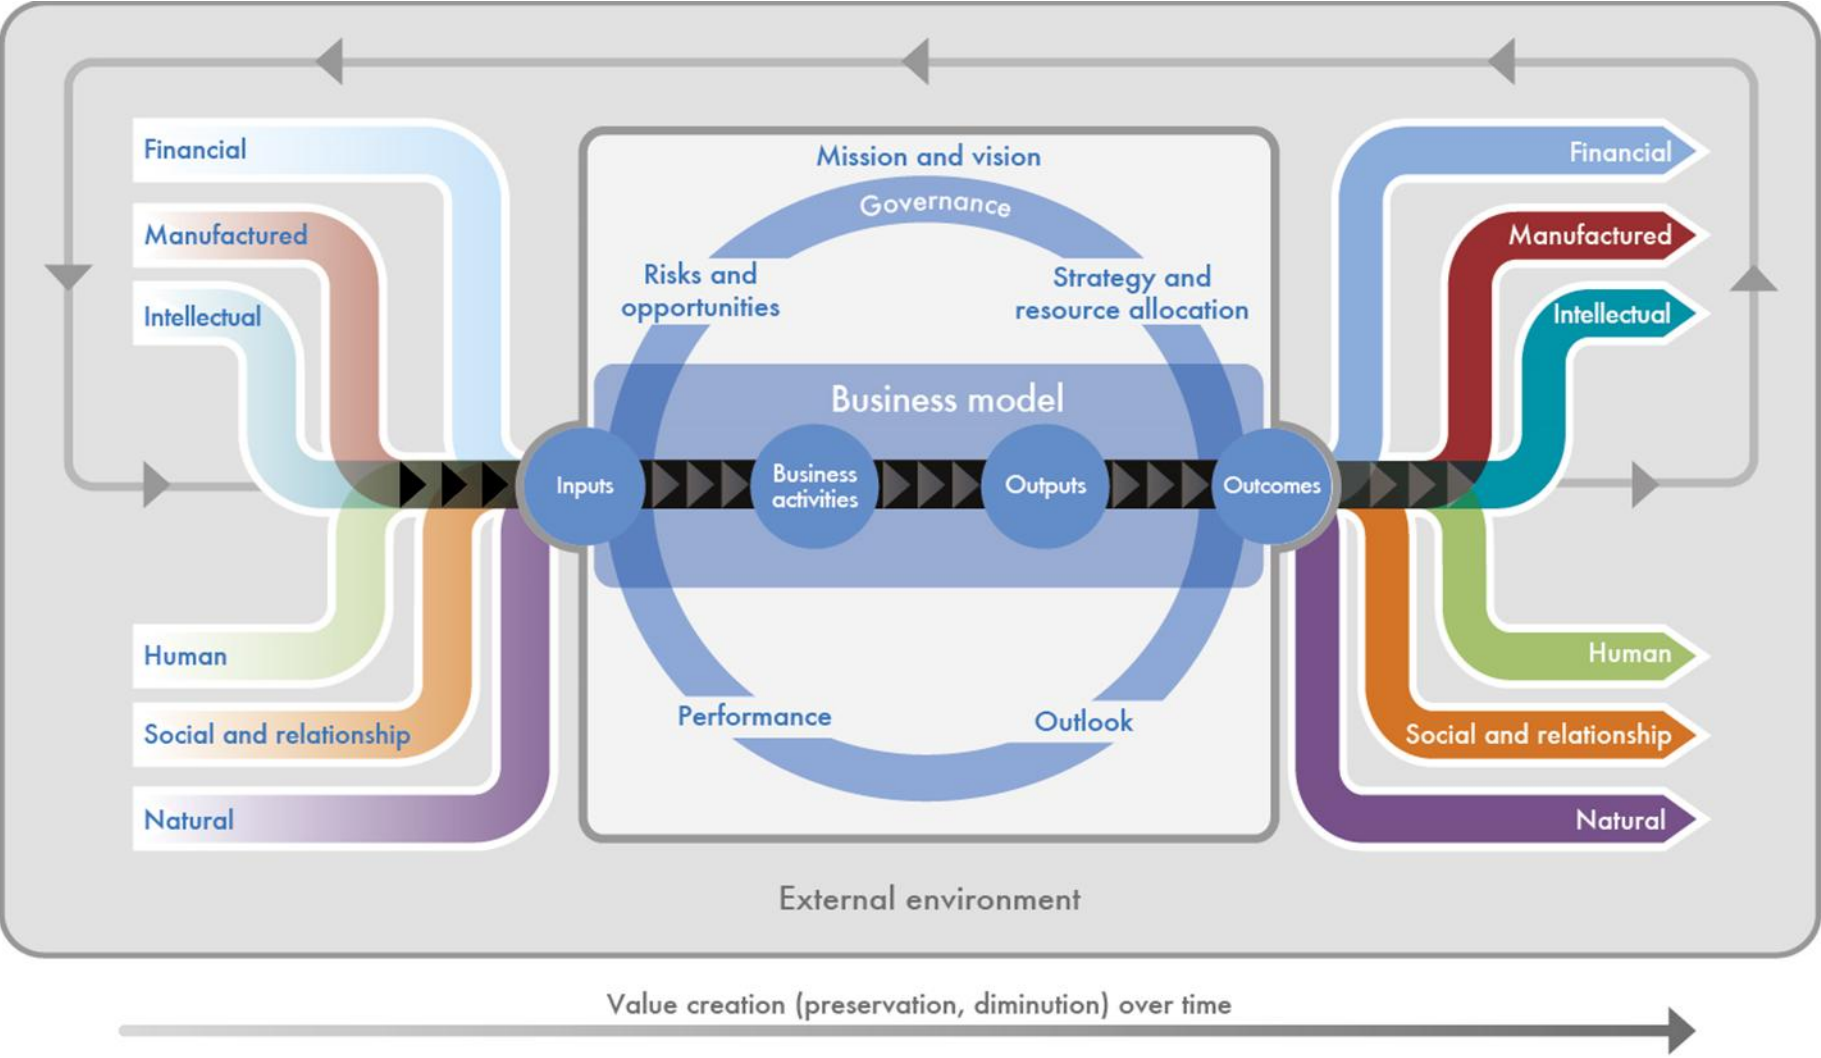 Financial
Manufactured
Intellectual
Human
Social and relationship
Natural
Mission and vision
Governance
Risks and
opportunities
Strategy and
resource allocation
Business model
Inputs
Business
activities
Outputs
Outcomes
Performance
Outlook
Financial
Manufactured
Intellectual
Human
Social and relationship
Natural
External environment
Value creation (preservation, diminution) over time